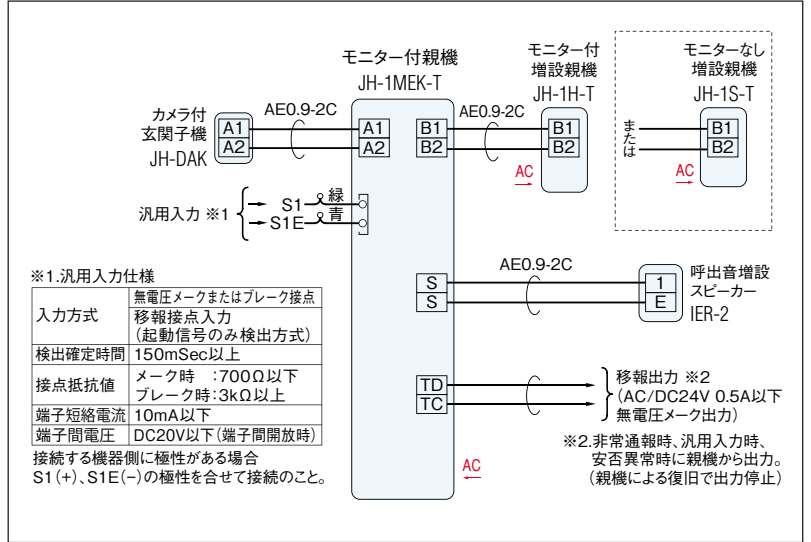 モニター付親機
JH-1MEK-T
モニター付
増設親機
JH-1H-T
モニターなし
増設親機
JH-1S-T
カメラ付
玄関子機
JH-DAK
AE0.9-2C
A1
A2
A1
A2
B1
B2
AE0.9-2C
B1
B2
AC
または
B1
B2
AC
汎用入力 ※1
S1
緑
S1E
青
※1.汎用入力仕様
入力方式
無電圧メークまたはブレーク接点
移報接点入力
(起動信号のみ検出方式)
検出確定時間 150mSec以上
接点抵抗値
メーク時 :700Ω以下
ブレーク時:3kΩ以上
端子短絡電流 10mA以下
端子間電圧 DC20V以下(端子間開放時)
接続する機器側に極性がある場合
S1(+)、S1E(−)の極性を合せて接続のこと。
S
S
AE0.9-2C
1
E
呼出音増設
スピーカー
IER-2
TD
TC
移報出力 ※2
(AC/DC24V 0.5A以下
無電圧メーク出力)
※2.非常通報時、汎用入力時、
安否異常時に親機から出力。
(親機による復旧で出力停止)
AC